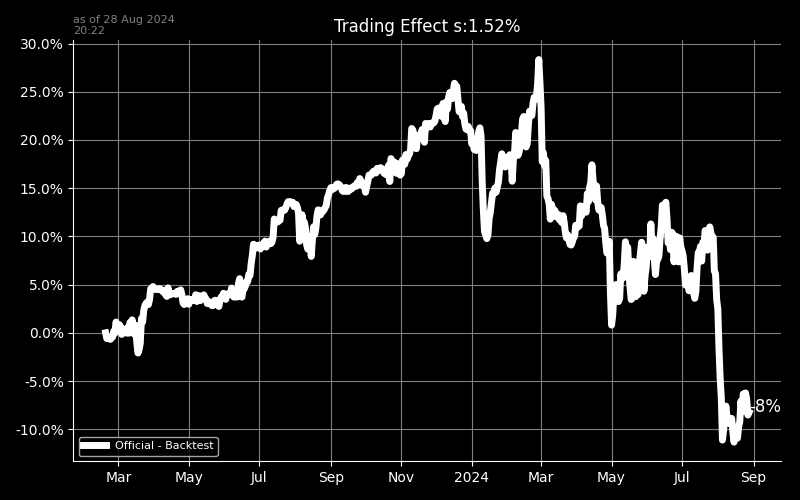 as of 28 Aug 2024
20:22
Trading Effect s:1.52%
30.0%
25.0%
20.0%
15.0%
10.0%
5.0%
0.0%
-5.0%
-10.0%
-8%
Official - Backtest
Mar May Jul Sep Nov 2024 Mar May Jul Sep